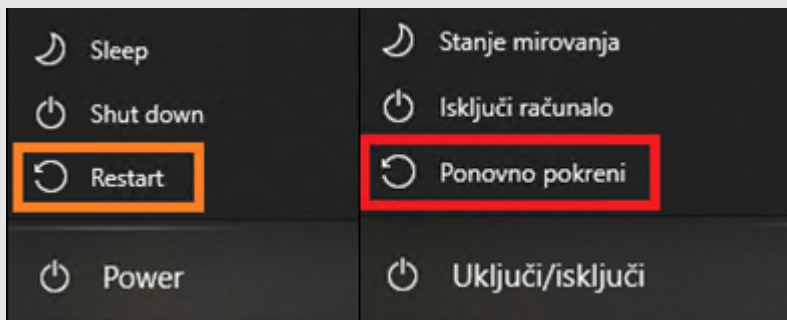 Sleep
Shut down
Restart
Power
Stanje mirovanja
Isključi računalo
Ponovno pokreni
Uključi/isključi